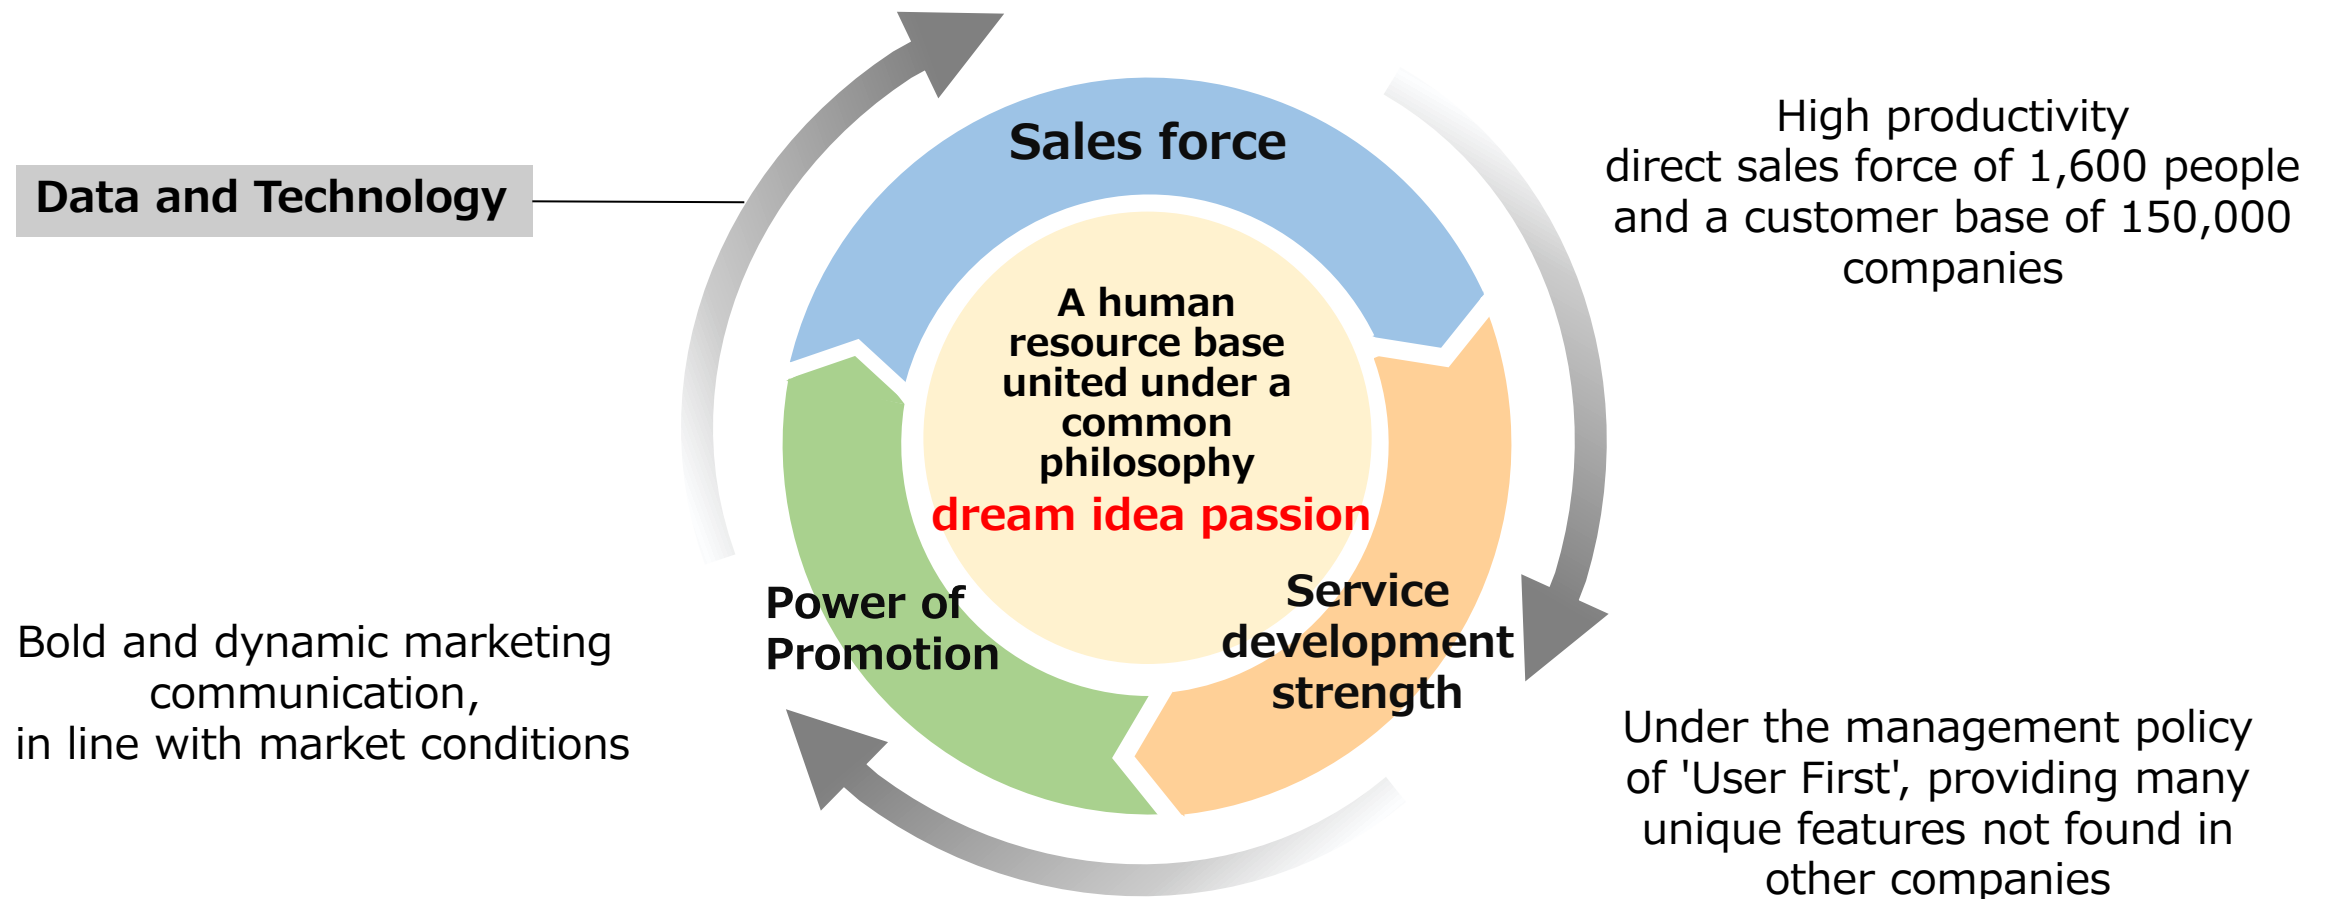 Sales force
High productivity
direct sales force of 1,600 people
and a customer base of 150,000
companies
Data and Technology
A human
resource base
united under a
common
philosophy
dream idea passion
Power of
Promotion
Service
development
strength
Bold and dynamic marketing
communication,
in line with market conditions
Under the management policy
of 'User First', providing many
unique features not found in
other companies